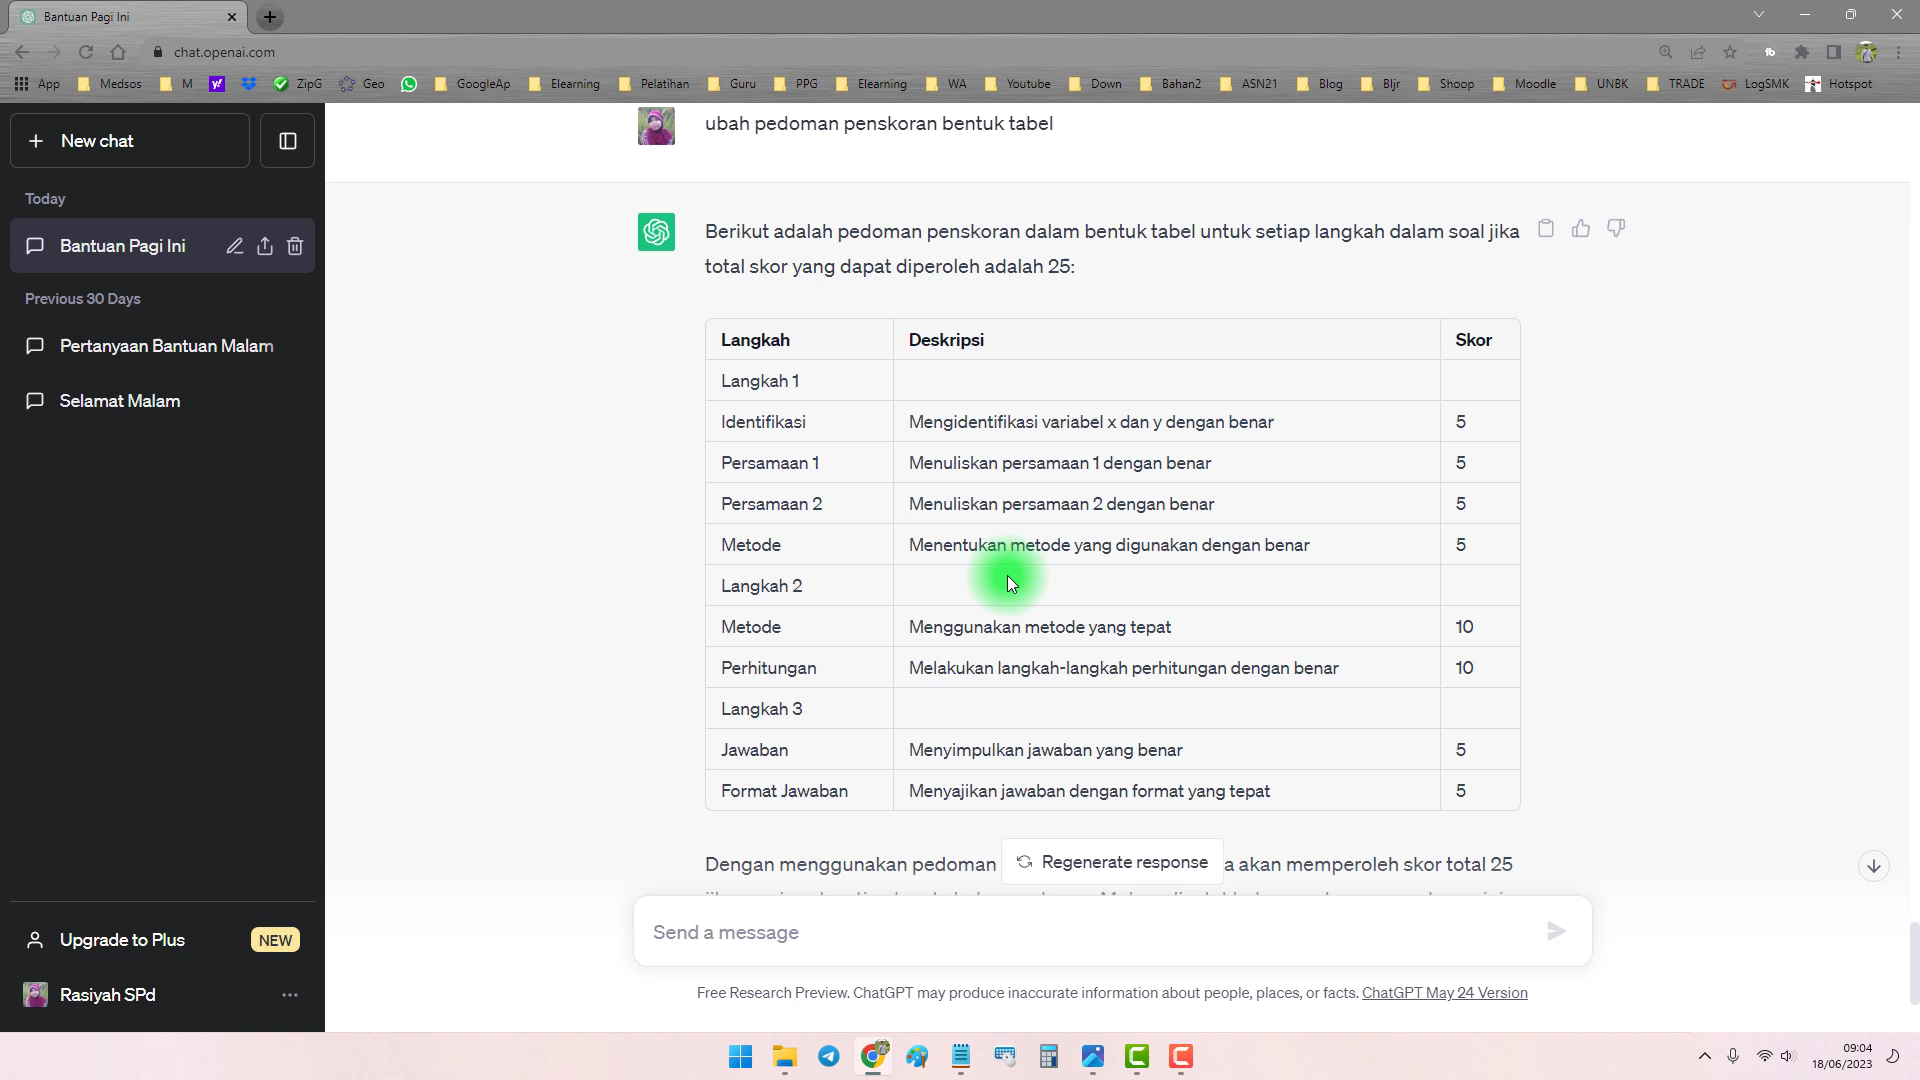 Bantuan Pagi Ini
chat.openai.com
App Medsos M ZipG Geo GoogleAp Elearning Pelatihan Guru PPG Elearning WA Youtube Down Bahan2 ASN21 Blog Bljr Shoop Moodle UNBK TRADE LogSMK Hotspot
New chat
Today
Bantuan Pagi Ini
Previous 30 Days
Pertanyaan Bantuan Malam
Selamat Malam
Upgrade to Plus NEW
Rasiyah SPd
ubah pedoman penskoran bentuk tabel
Berikut adalah pedoman penskoran dalam bentuk tabel untuk setiap langkah dalam soal jika
total skor yang dapat diperoleh adalah 25:
Langkah Deskripsi Skor
Langkah 1
Identifikasi Mengidentifikasi variabel x dan y dengan benar 5
Persamaan 1 Menuliskan persamaan 1 dengan benar 5
Persamaan 2 Menuliskan persamaan 2 dengan benar 5
Metode Menentukan metode yang digunakan dengan benar 5
Langkah 2
Metode Menggunakan metode yang tepat 10
Perhitungan Melakukan langkah-langkah perhitungan dengan benar 10
Langkah 3
Jawaban Menyimpulkan jawaban yang benar 5
Format Jawaban Menyajikan jawaban dengan format yang tepat 5
Dengan menggunakan pedoman a akan memperoleh skor total 25
Regenerate response
Send a message
Free Research Preview. ChatGPT may produce inaccurate information about people, places, or facts. ChatGPT May 24 Version
09:04
18/06/2023